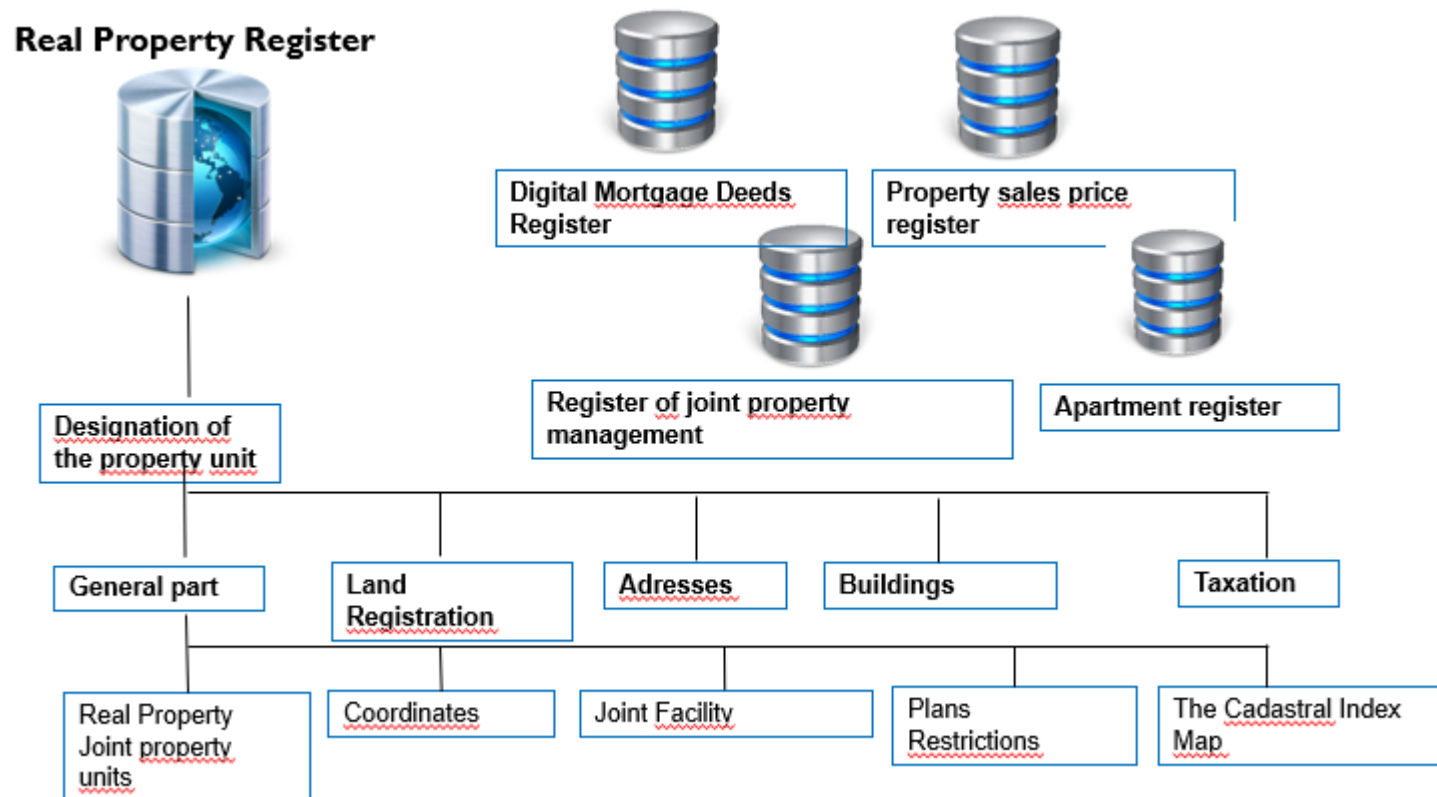 Real Property Register
Digital Mortgage Deeds
Register
Property sales price
register
Register of joint property
management
Apartment register
Designation of
the property unit
General part
Land
Registration
Adresses
Buildings
Taxation
Real Property
Joint property
units
Coordinates
Joint Facility
Plans
Restrictions
The Cadastral Index
Map